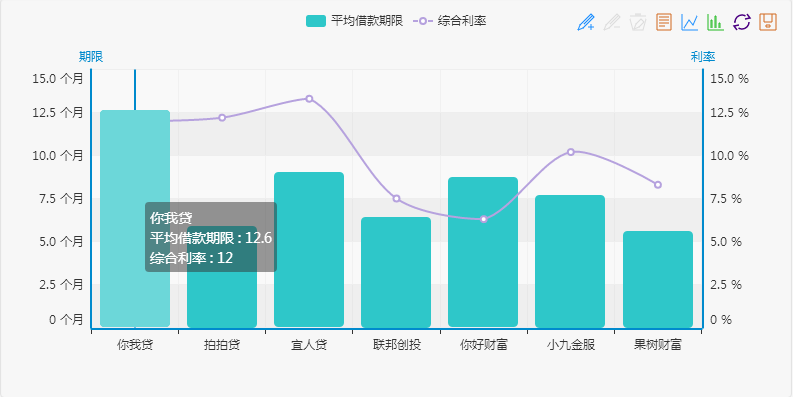 平均借款期限 综合利率
期限 利率
15.0 个月 15.0 %
12.5 个月 12.5 %
10.0 个月 10.0 %
7.5 个月 7.5 %
你我贷
平均借款期限 : 12.6
5.0 个月 5.0 %
综合利率 : 12
2.5 个月 2.5 %
0 个月 0 %
你我贷 拍拍贷 宜人贷 联邦创投 你好财富 小九金服 果树财富